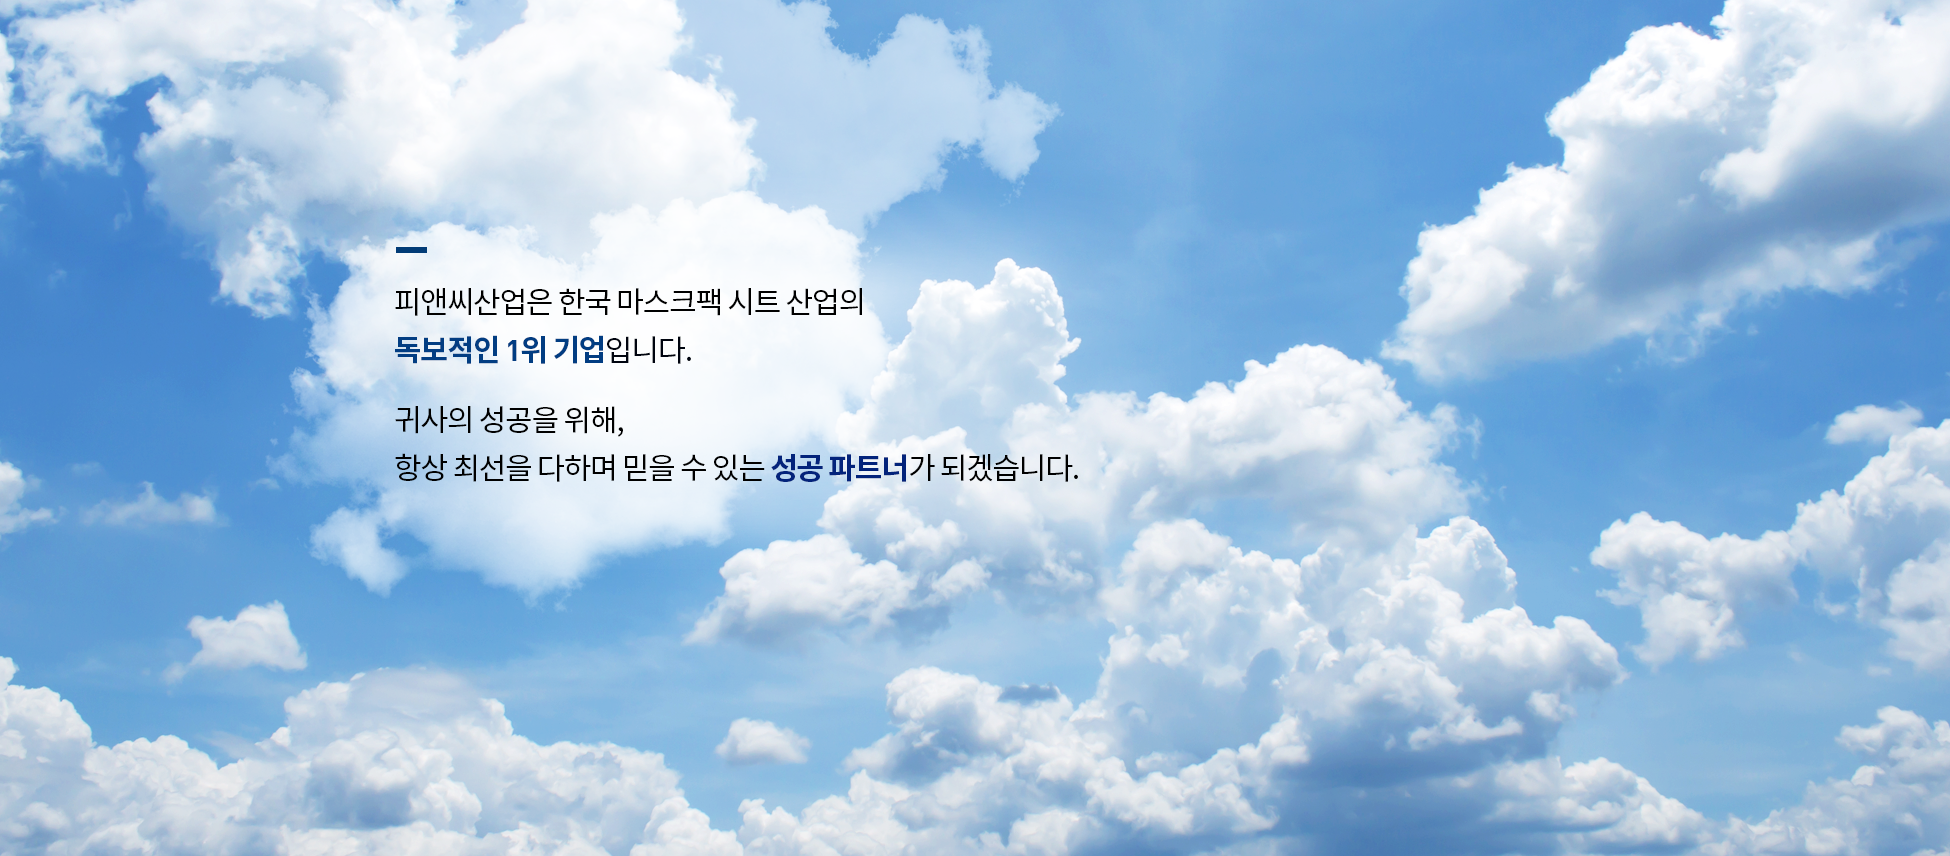 피앤씨산업은 한국 마스크팩 시트 산업의
독보적인 1위 기업입니다.
귀사의 성공을 위해,
항상 최선을 다하며 믿을 수 있는 성공 파트너가 되겠습니다.